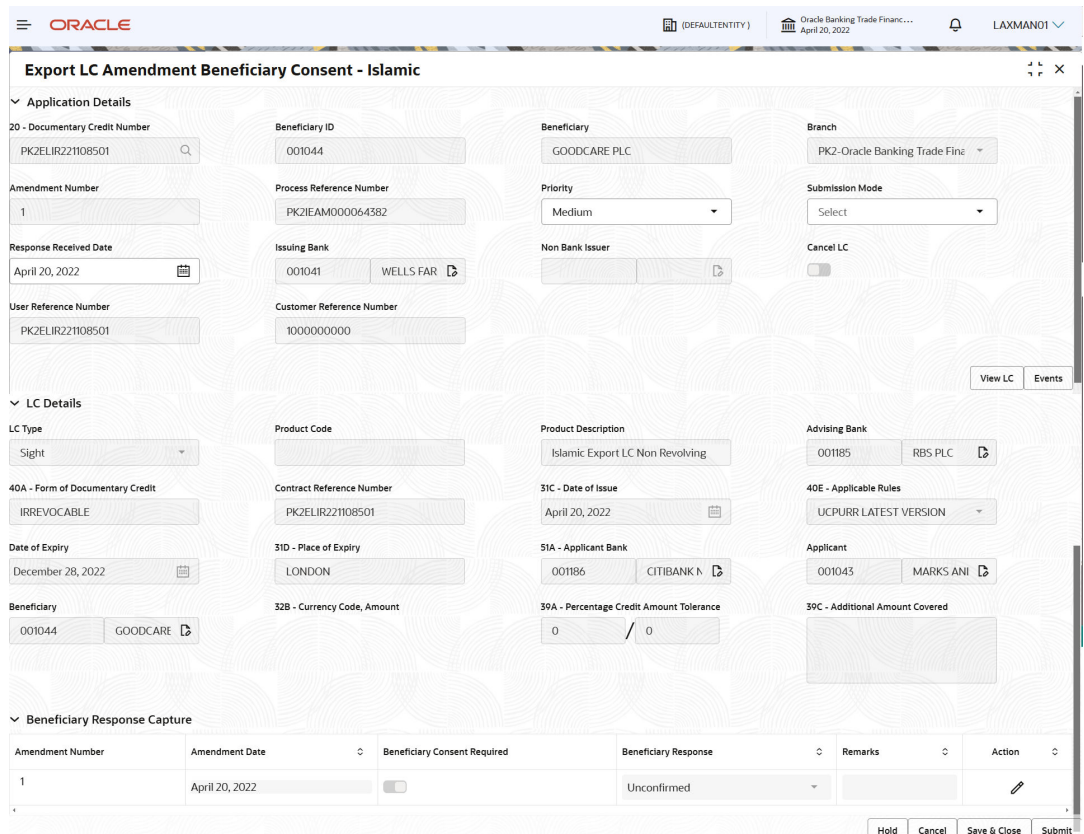 ORACLE
(DEFAULTENTITY)
Oracle Banking Trade Financ...
April 20, 2022
LAXMAN01
Export LC Amendment Beneficiary Consent - Islamic
Application Details
20 - Documentary Credit Number Beneficiary ID Beneficiary Branch
PK2ELIR221108501 001044 GOODCARE PLC PK2-Oracle Banking Trade Fina
Amendment Number Process Reference Number Priority Submission Mode
1 PK2IEAM000064382 Medium Select
Response Received Date Issuing Bank Non Bank Issuer Cancel LC
April 20, 2022 001041 WELLS FAR
User Reference Number Customer Reference Number
PK2ELIR221108501 1000000000
View LC Events
LC Details
LC Type Product Code Product Description Advising Bank
Sight Islamic Export LC Non Revolving 001185 RBS PLC
40A - Form of Documentary Credit Contract Reference Number 31C - Date of Issue 40E - Applicable Rules
IRREVOCABLE PK2ELIR221108501 April 20, 2022 UCPURR LATEST VERSION
Date of Expiry 31D - Place of Expiry 51A - Applicant Bank Applicant
December 28, 2022 LONDON 001186 CITIBANK N 001043 MARKS ANI
Beneficiary 32B - Currency Code, Amount 39A - Percentage Credit Amount Tolerance 39C - Additional Amount Covered
001044 GOODCARE 0 / 0
Beneficiary Response Capture
Amendment Number Amendment Date Beneficiary Consent Required Beneficiary Response Remarks Action
1 April 20, 2022 Unconfirmed
Hold Cancel Save & Close Submit